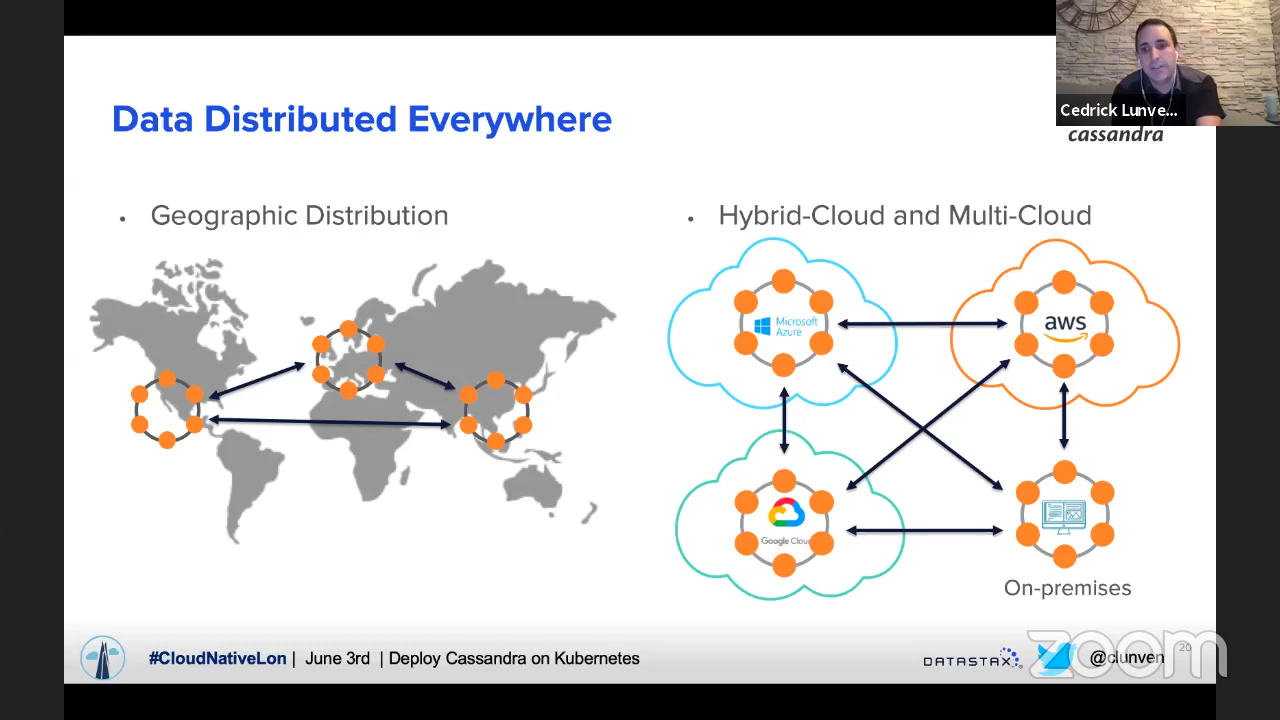 Data Distributed Everywhere
Cedrick Lunve...
cassandra
• Geographic Distribution
• Hybrid-Cloud and Multi-Cloud
Microsoft
Azure
aws
Google Cloud
On-premises
#CloudNativeLon | June 3rd | Deploy Cassandra on Kubernetes
DATASTAX
@clunven
20
zoom